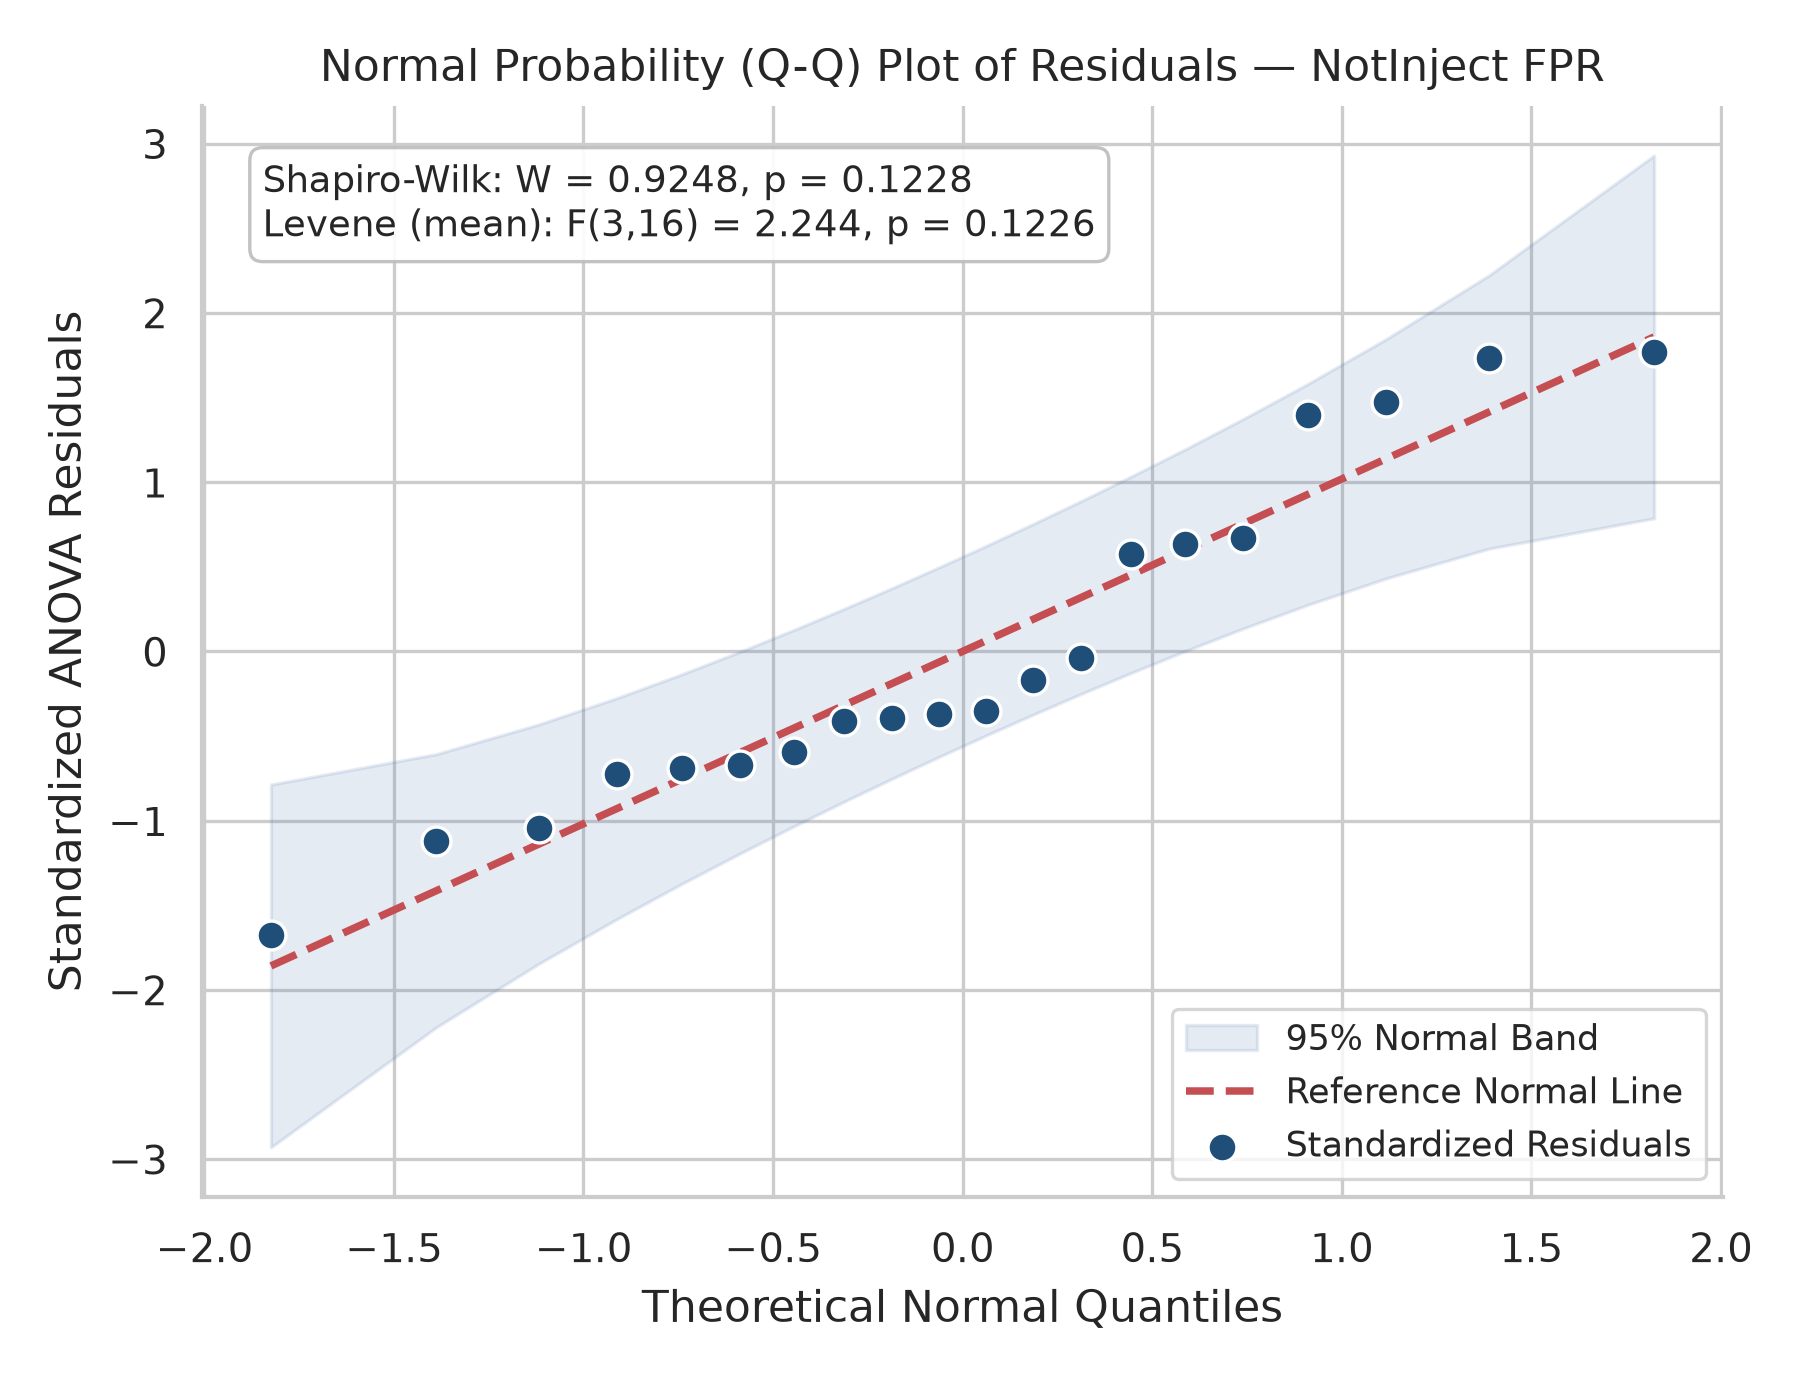 Normal Probability (Q-Q) Plot of Residuals — NotInject FPR
Shapiro-Wilk: W = 0.9248, p = 0.1228
Levene (mean): F(3,16) = 2.244, p = 0.1226
Standardized ANOVA Residuals
3
2
1
0
−1
−2
−3
95% Normal Band
Reference Normal Line
Standardized Residuals
−2.0 −1.5 −1.0 −0.5 0.0 0.5 1.0 1.5 2.0
Theoretical Normal Quantiles